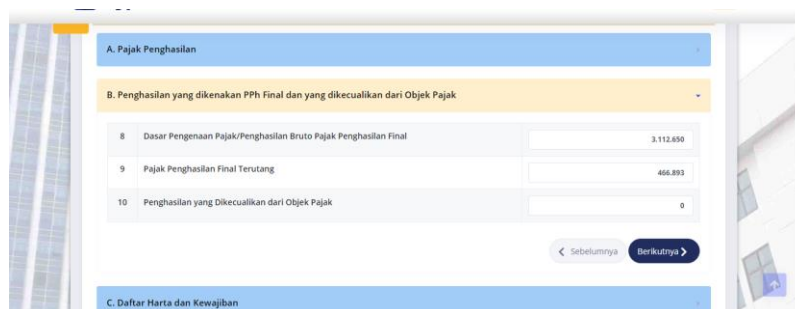 A. Pajak Penghasilan
B. Penghasilan yang dikenakan PPh Final dan yang dikecualikan dari Objek Pajak
8 Dasar Pengenaan Pajak/Penghasilan Bruto Pajak Penghasilan Final 3.112.650
9 Pajak Penghasilan Final Terutang 466.893
10 Penghasilan yang Dikecualikan dari Objek Pajak 0
Sebelumnya Berikutnya
C. Daftar Harta dan Kewajiban